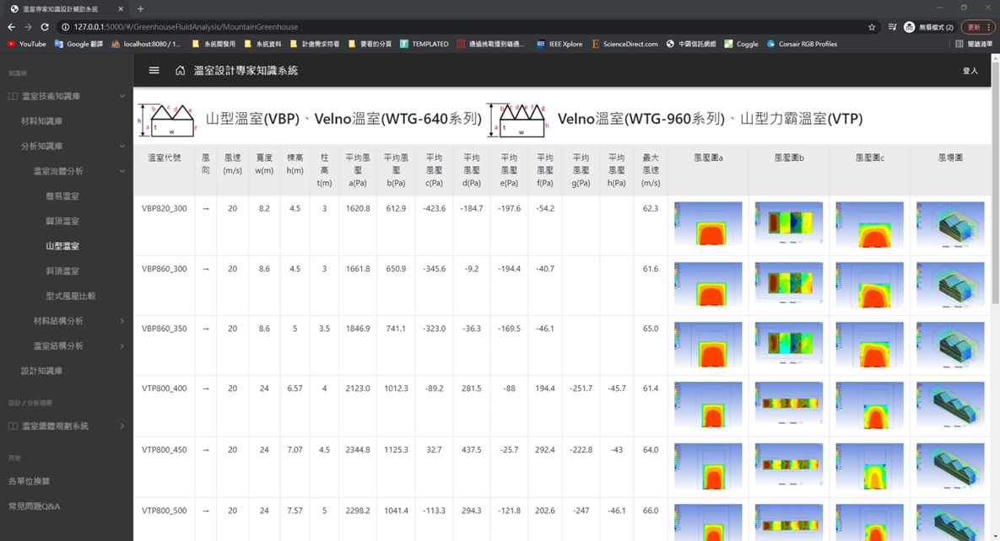 溫室專家知識設計輔助系統
127.0.0.1:5000/#/GreenhouseFluidAnalysis/MountainGreenhouse
無痕模式 (2)
更新
YouTube Google 翻譯 localhost:8080 / 1... 系統開發用 系統資料 計畫需求待看 要看的分頁 TEMPLATED IEEE Xplore ScienceDirect.com 中國信託網銀 Coggle Corsair RGB Profiles 閱讀清單
溫室設計專家知識系統
登入
知識庫
溫室技術知識庫
材料知識庫
分析知識庫
溫室流體分析
簡易溫室
圓頂溫室
山型溫室
斜頂溫室
型式風壓比較
材料結構分析
溫室結構分析
設計知識庫
設計 / 分析規劃
溫室總體規劃系統
其他
各單位換算
常見問題Q&A
h b c d e a t f w 山型溫室(VBP)、Velno溫室(WTG-640系列) b c d e f g a t h w Velno溫室(WTG-960系列)、山型力霸溫室(VTP)
溫室代號 風向 風速(m/s) 寬度w(m) 棟高h(m) 柱高t(m) 平均風壓a(Pa) 平均風壓b(Pa) 平均風壓c(Pa) 平均風壓d(Pa) 平均風壓e(Pa) 平均風壓f(Pa) 平均風壓g(Pa) 平均風壓h(Pa) 最大風速(m/s) 風壓圖a 風壓圖b 風壓圖c 風場圖
VBP820_300 → 20 8.2 4.5 3 1620.8 612.9 -423.6 -184.7 -197.6 -54.2 62.3
VBP860_300 → 20 8.6 4.5 3 1661.8 650.9 -345.6 -9.2 -194.4 -40.7 61.6
VBP860_350 → 20 8.6 5 3.5 1846.9 741.1 -323.0 -36.3 -169.5 -46.1 65.0
VTP800_400 → 20 24 6.57 4 2123.0 1012.3 -89.2 281.5 -88 194.4 -251.7 -45.7 61.4
VTP800_450 → 20 24 7.07 4.5 2344.8 1125.3 32.7 437.5 -25.7 292.4 -222.8 -43 64.0
VTP800_500 → 20 24 7.57 5 2298.2 1041.4 -113.3 294.3 -121.8 202.6 -247 -46.1 66.0